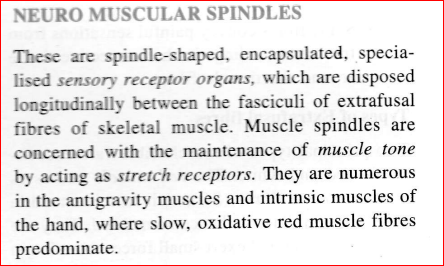 NEURO MUSCULAR SPINDLES
These are spindle-shaped, encapsulated, specia-
lised sensory receptor organs, which are disposed
longitudinally between the fasciculi of extrafusal
fibres of skeletal muscle. Muscle spindles are
concerned with the maintenance of muscle tone
by acting as stretch receptors. They are numerous
in the antigravity muscles and intrinsic muscles of
the hand, where slow, oxidative red muscle fibres
predominate.